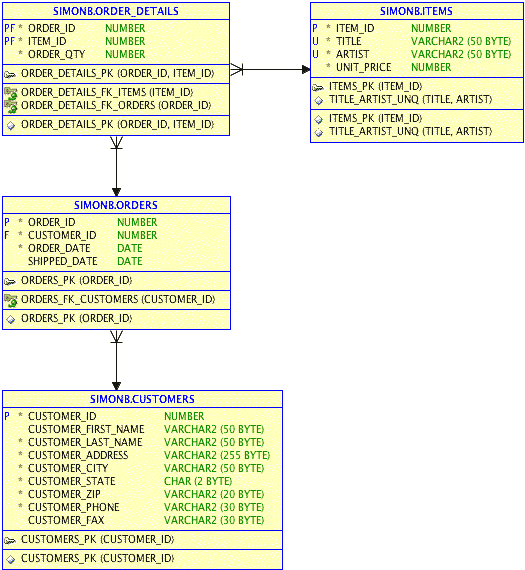 SIMONB.ORDER_DETAILS
PF * ORDER_ID NUMBER
PF * ITEM_ID NUMBER
* ORDER_QTY NUMBER
ORDER_DETAILS_PK (ORDER_ID, ITEM_ID)
ORDER_DETAILS_FK_ITEMS (ITEM_ID)
ORDER_DETAILS_FK_ORDERS (ORDER_ID)
ORDER_DETAILS_PK (ORDER_ID, ITEM_ID)
SIMONB.ITEMS
P * ITEM_ID NUMBER
U * TITLE VARCHAR2 (50 BYTE)
U * ARTIST VARCHAR2 (50 BYTE)
* UNIT_PRICE NUMBER
ITEMS_PK (ITEM_ID)
TITLE_ARTIST_UNQ (TITLE, ARTIST)
ITEMS_PK (ITEM_ID)
TITLE_ARTIST_UNQ (TITLE, ARTIST)
SIMONB.ORDERS
P * ORDER_ID NUMBER
F * CUSTOMER_ID NUMBER
* ORDER_DATE DATE
SHIPPED_DATE DATE
ORDERS_PK (ORDER_ID)
ORDERS_FK_CUSTOMERS (CUSTOMER_ID)
ORDERS_PK (ORDER_ID)
SIMONB.CUSTOMERS
P * CUSTOMER_ID NUMBER
CUSTOMER_FIRST_NAME VARCHAR2 (50 BYTE)
* CUSTOMER_LAST_NAME VARCHAR2 (50 BYTE)
* CUSTOMER_ADDRESS VARCHAR2 (255 BYTE)
* CUSTOMER_CITY VARCHAR2 (50 BYTE)
* CUSTOMER_STATE CHAR (2 BYTE)
* CUSTOMER_ZIP VARCHAR2 (20 BYTE)
* CUSTOMER_PHONE VARCHAR2 (30 BYTE)
CUSTOMER_FAX VARCHAR2 (30 BYTE)
CUSTOMERS_PK (CUSTOMER_ID)
CUSTOMERS_PK (CUSTOMER_ID)